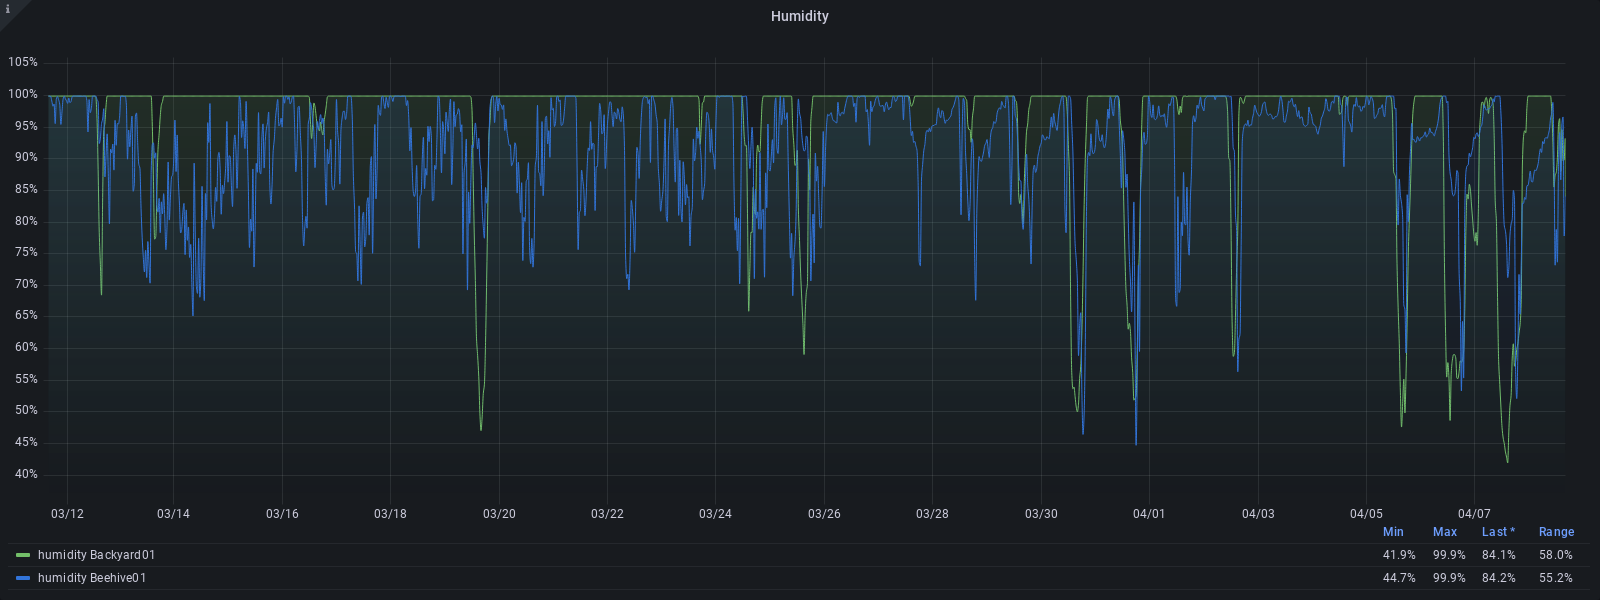 i
Humidity
105%
100%
95%
90%
85%
80%
75%
70%
65%
60%
55%
50%
45%
40%
03/12 03/14 03/16 03/18 03/20 03/22 03/24 03/26 03/28 03/30 04/01 04/03 04/05 04/07
Min Max Last * Range
humidity Backyard01 41.9% 99.9% 84.1% 58.0%
humidity Beehive01 44.7% 99.9% 84.2% 55.2%